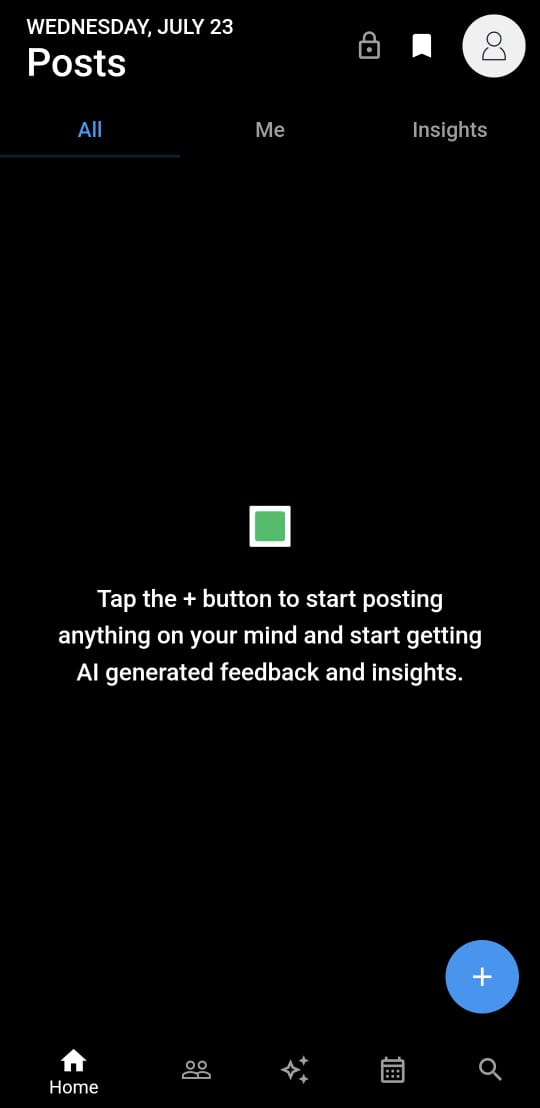 WEDNESDAY, JULY 23
Posts
All
Me
Insights
Tap the + button to start posting
anything on your mind and start getting
AI generated feedback and insights.
+
Home